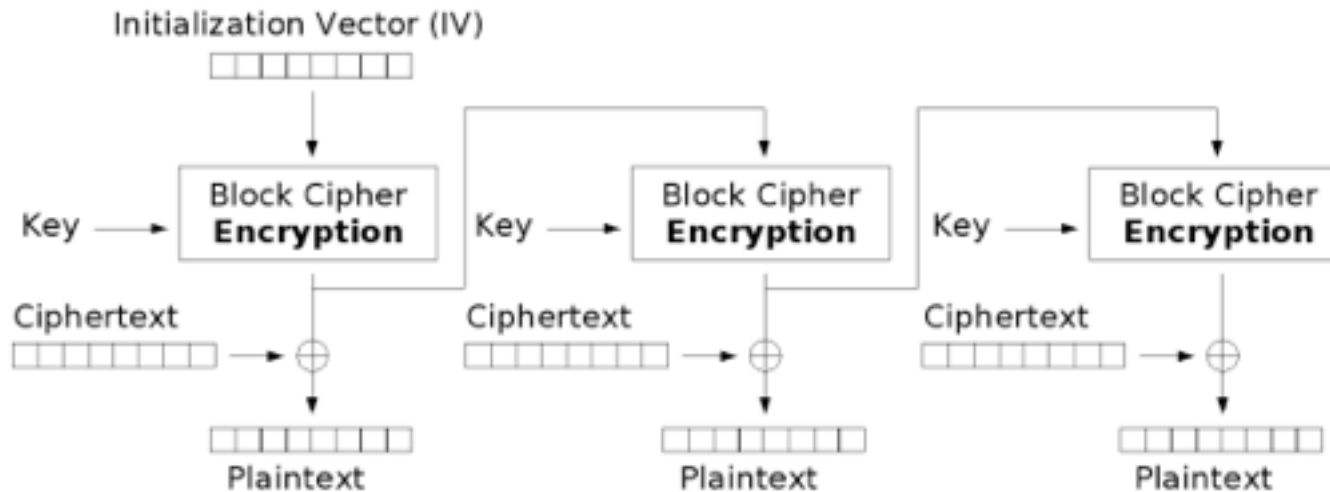 Initialization Vector (IV)
Block Cipher
Encryption
Key
Block Cipher
Encryption
Key
Block Cipher
Encryption
Key
Ciphertext
Ciphertext
Ciphertext
Plaintext
Plaintext
Plaintext